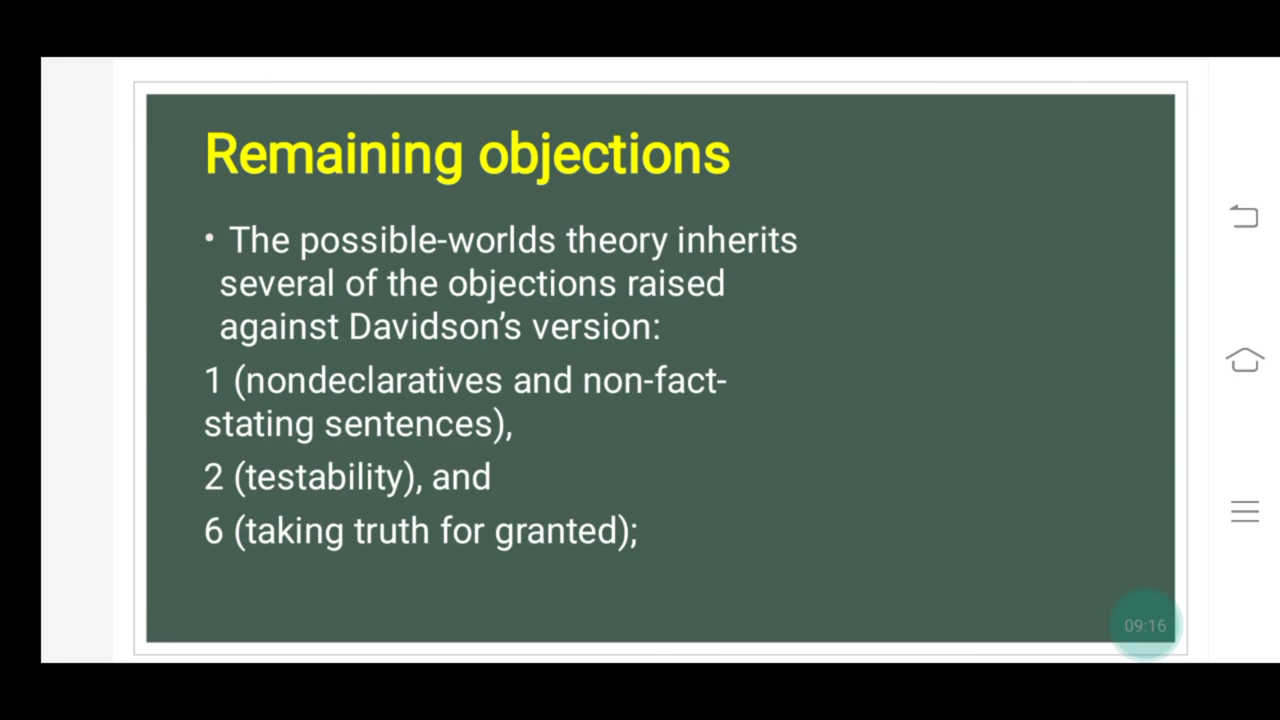 Remaining objections
• The possible-worlds theory inherits
several of the objections raised
against Davidson’s version:
1 (nondeclaratives and non-fact-
stating sentences),
2 (testability), and
6 (taking truth for granted);
09:16